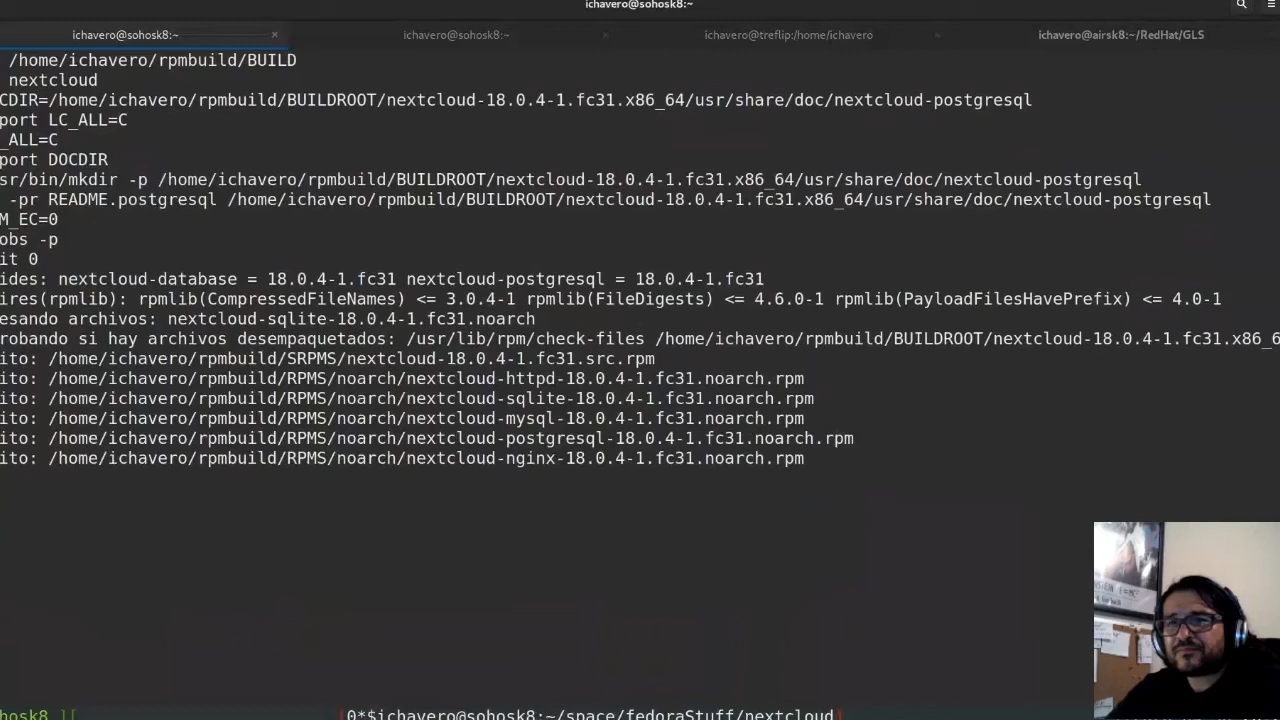 ichavero@sohosk8:~
ichavero@sohosk8:~ × ichavero@sohosk8:~ × ichavero@treflip:/home/ichavero × ichavero@airsk8:~/RedHat/GLS
/home/ichavero/rpmbuild/BUILD
nextcloud
CDIR=/home/ichavero/rpmbuild/BUILDROOT/nextcloud-18.0.4-1.fc31.x86_64/usr/share/doc/nextcloud-postgresql
port LC_ALL=C
_ALL=C
port DOCDIR
sr/bin/mkdir -p /home/ichavero/rpmbuild/BUILDROOT/nextcloud-18.0.4-1.fc31.x86_64/usr/share/doc/nextcloud-postgresql
-pr README.postgresql /home/ichavero/rpmbuild/BUILDROOT/nextcloud-18.0.4-1.fc31.x86_64/usr/share/doc/nextcloud-postgresql
M_EC=0
obs -p
it 0
ides: nextcloud-database = 18.0.4-1.fc31 nextcloud-postgresql = 18.0.4-1.fc31
ires(rpmlib): rpmlib(CompressedFileNames) <= 3.0.4-1 rpmlib(FileDigests) <= 4.6.0-1 rpmlib(PayloadFilesHavePrefix) <= 4.0-1
esando archivos: nextcloud-sqlite-18.0.4-1.fc31.noarch
robando si hay archivos desempaquetados: /usr/lib/rpm/check-files /home/ichavero/rpmbuild/BUILDROOT/nextcloud-18.0.4-1.fc31.x86_6
ito: /home/ichavero/rpmbuild/SRPMS/nextcloud-18.0.4-1.fc31.src.rpm
ito: /home/ichavero/rpmbuild/RPMS/noarch/nextcloud-httpd-18.0.4-1.fc31.noarch.rpm
ito: /home/ichavero/rpmbuild/RPMS/noarch/nextcloud-sqlite-18.0.4-1.fc31.noarch.rpm
ito: /home/ichavero/rpmbuild/RPMS/noarch/nextcloud-mysql-18.0.4-1.fc31.noarch.rpm
ito: /home/ichavero/rpmbuild/RPMS/noarch/nextcloud-postgresql-18.0.4-1.fc31.noarch.rpm
ito: /home/ichavero/rpmbuild/RPMS/noarch/nextcloud-nginx-18.0.4-1.fc31.noarch.rpm
hosk8 ][ (0*$ichavero@sohosk8:~/space/fedoraStuff/nextcloud)